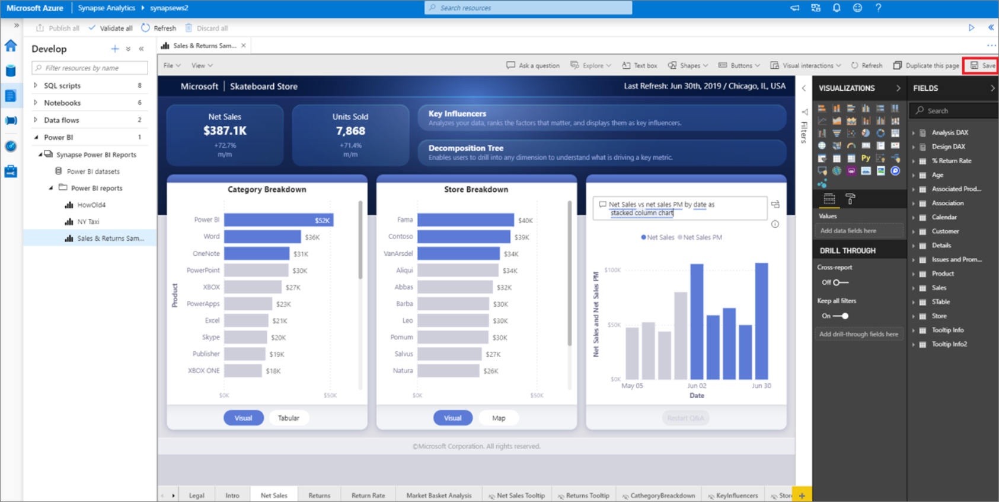 Microsoft Azure
Synapse Analytics
synapsews2
Search resources
Publish all
Validate all
Refresh
Discard all
Develop
Filter resources by name
SQL scripts 8
Notebooks 6
Data flows 2
Power BI 1
Synapse Power BI Reports
Power BI datasets
Power BI reports
HowOld4
NY Taxi
Sales & Returns Sam...
Sales & Returns Sam...
File
View
Ask a question
Explore
Text box
Shapes
Buttons
Visual interactions
Refresh
Duplicate this page
Save
Microsoft | Skateboard Store
Last Refresh: Jun 30th, 2019 / Chicago, IL, USA
Net Sales
$387.1K
+72.7%
m/m
Units Sold
7,868
+71.4%
m/m
Key Influencers
Analyzes your data, ranks the factors that matter, and displays them as key influencers.
Decomposition Tree
Enables users to drill into any dimension to understand what is driving a key metric.
Category Breakdown
Product
Power BI $52K
Word $36K
OneNote $31K
PowerPoint $30K
XBOX $27K
PowerApps $23K
Excel $21K
Skype $20K
Publisher $19K
XBOX ONE $18K
$0K $50K
Visual
Tabular
Store Breakdown
Fama $40K
Contoso $39K
VanArsdel $34K
Aliqui $34K
Abbas $32K
Barba $30K
Leo $30K
Pomum $30K
Salvus $27K
Natura $26K
$0K $50K
Visual
Map
Net Sales vs net sales PM by date as
stacked column chart
Net Sales
Net Sales PM
Net Sales and Net Sales PM
$100K
$50K
$0K
May 05 Jun 02 Jun 30
Date
Restart Q&A
©Microsoft Corporation. All rights reserved.
Legal
Intro
Net Sales
Returns
Return Rate
Market Basket Analysis
Net Sales Tooltip
Returns Tooltip
CathegoryBreackdown
KeyInfluencers
Stor
Filters
VISUALIZATIONS
Py
Values
Add data fields here
DRILL THROUGH
Cross-report
Off
Keep all filters
On
Add drill-through fields here
FIELDS
Search
Analysis DAX
Design DAX
% Return Rate
Age
Associated Prod...
Association
Calendar
Customer
Details
Issues and Prom...
Product
Sales
STable
Store
Tooltip Info
Tooltip Info2